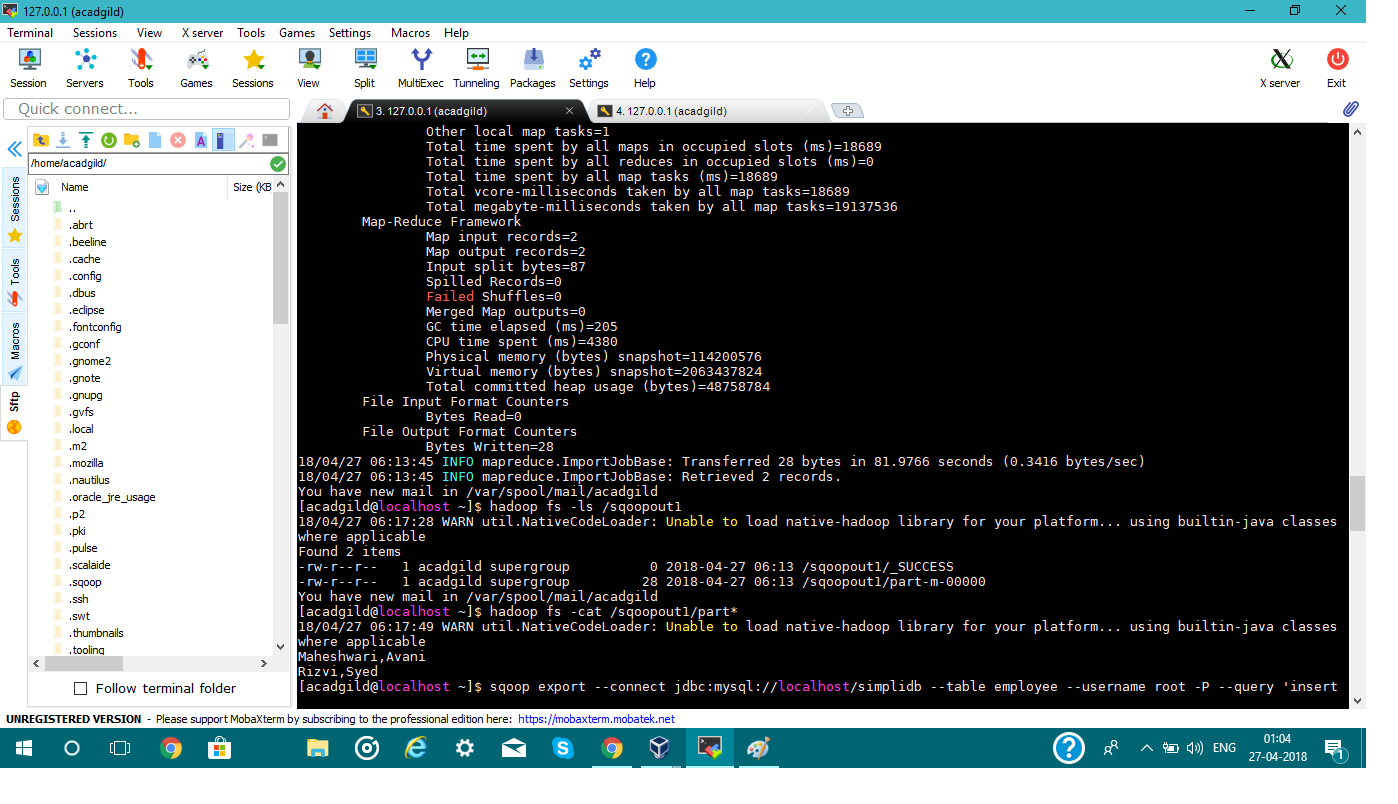 127.0.0.1 (acadgild)
Terminal Sessions View X server Tools Games Settings Macros Help
Session Servers Tools Games Sessions View Split MultiExec Tunneling Packages Settings Help X server Exit
Quick connect...
3. 127.0.0.1 (acadgild)
4. 127.0.0.1 (acadgild)
/home/acadgild/
Name Size (KB
Sessions
Tools
Macros
Sftp
..
.abrt
.beeline
.cache
.config
.dbus
.eclipse
.fontconfig
.gconf
.gnome2
.gnote
.gnupg
.gvfs
.local
.m2
.mozilla
.nautilus
.oracle_jre_usage
.p2
.pki
.pulse
.scalaide
.sqoop
.ssh
.swt
.thumbnails
.tooling
Follow terminal folder
Other local map tasks=1
Total time spent by all maps in occupied slots (ms)=18689
Total time spent by all reduces in occupied slots (ms)=0
Total time spent by all map tasks (ms)=18689
Total vcore-milliseconds taken by all map tasks=18689
Total megabyte-milliseconds taken by all map tasks=19137536
Map-Reduce Framework
Map input records=2
Map output records=2
Input split bytes=87
Spilled Records=0
Failed Shuffles=0
Merged Map outputs=0
GC time elapsed (ms)=205
CPU time spent (ms)=4380
Physical memory (bytes) snapshot=114200576
Virtual memory (bytes) snapshot=2063437824
Total committed heap usage (bytes)=48758784
File Input Format Counters
Bytes Read=0
File Output Format Counters
Bytes Written=28
18/04/27 06:13:45 INFO mapreduce.ImportJobBase: Transferred 28 bytes in 81.9766 seconds (0.3416 bytes/sec)
18/04/27 06:13:45 INFO mapreduce.ImportJobBase: Retrieved 2 records.
You have new mail in /var/spool/mail/acadgild
[acadgild@localhost ~]$ hadoop fs -ls /sqoopout1
18/04/27 06:17:28 WARN util.NativeCodeLoader: Unable to load native-hadoop library for your platform... using builtin-java classes
where applicable
Found 2 items
-rw-r--r-- 1 acadgild supergroup 0 2018-04-27 06:13 /sqoopout1/_SUCCESS
-rw-r--r-- 1 acadgild supergroup 28 2018-04-27 06:13 /sqoopout1/part-m-00000
You have new mail in /var/spool/mail/acadgild
[acadgild@localhost ~]$ hadoop fs -cat /sqoopout1/part*
18/04/27 06:17:49 WARN util.NativeCodeLoader: Unable to load native-hadoop library for your platform... using builtin-java classes
where applicable
Maheshwari,Avani
Rizvi,Syed
[acadgild@localhost ~]$ sqoop export --connect jdbc:mysql://localhost/simplidb --table employee --username root -P --query 'insert
UNREGISTERED VERSION - Please support MobaXterm by subscribing to the professional edition here: https://mobaxterm.mobatek.net
ENG
01:04
27-04-2018
1